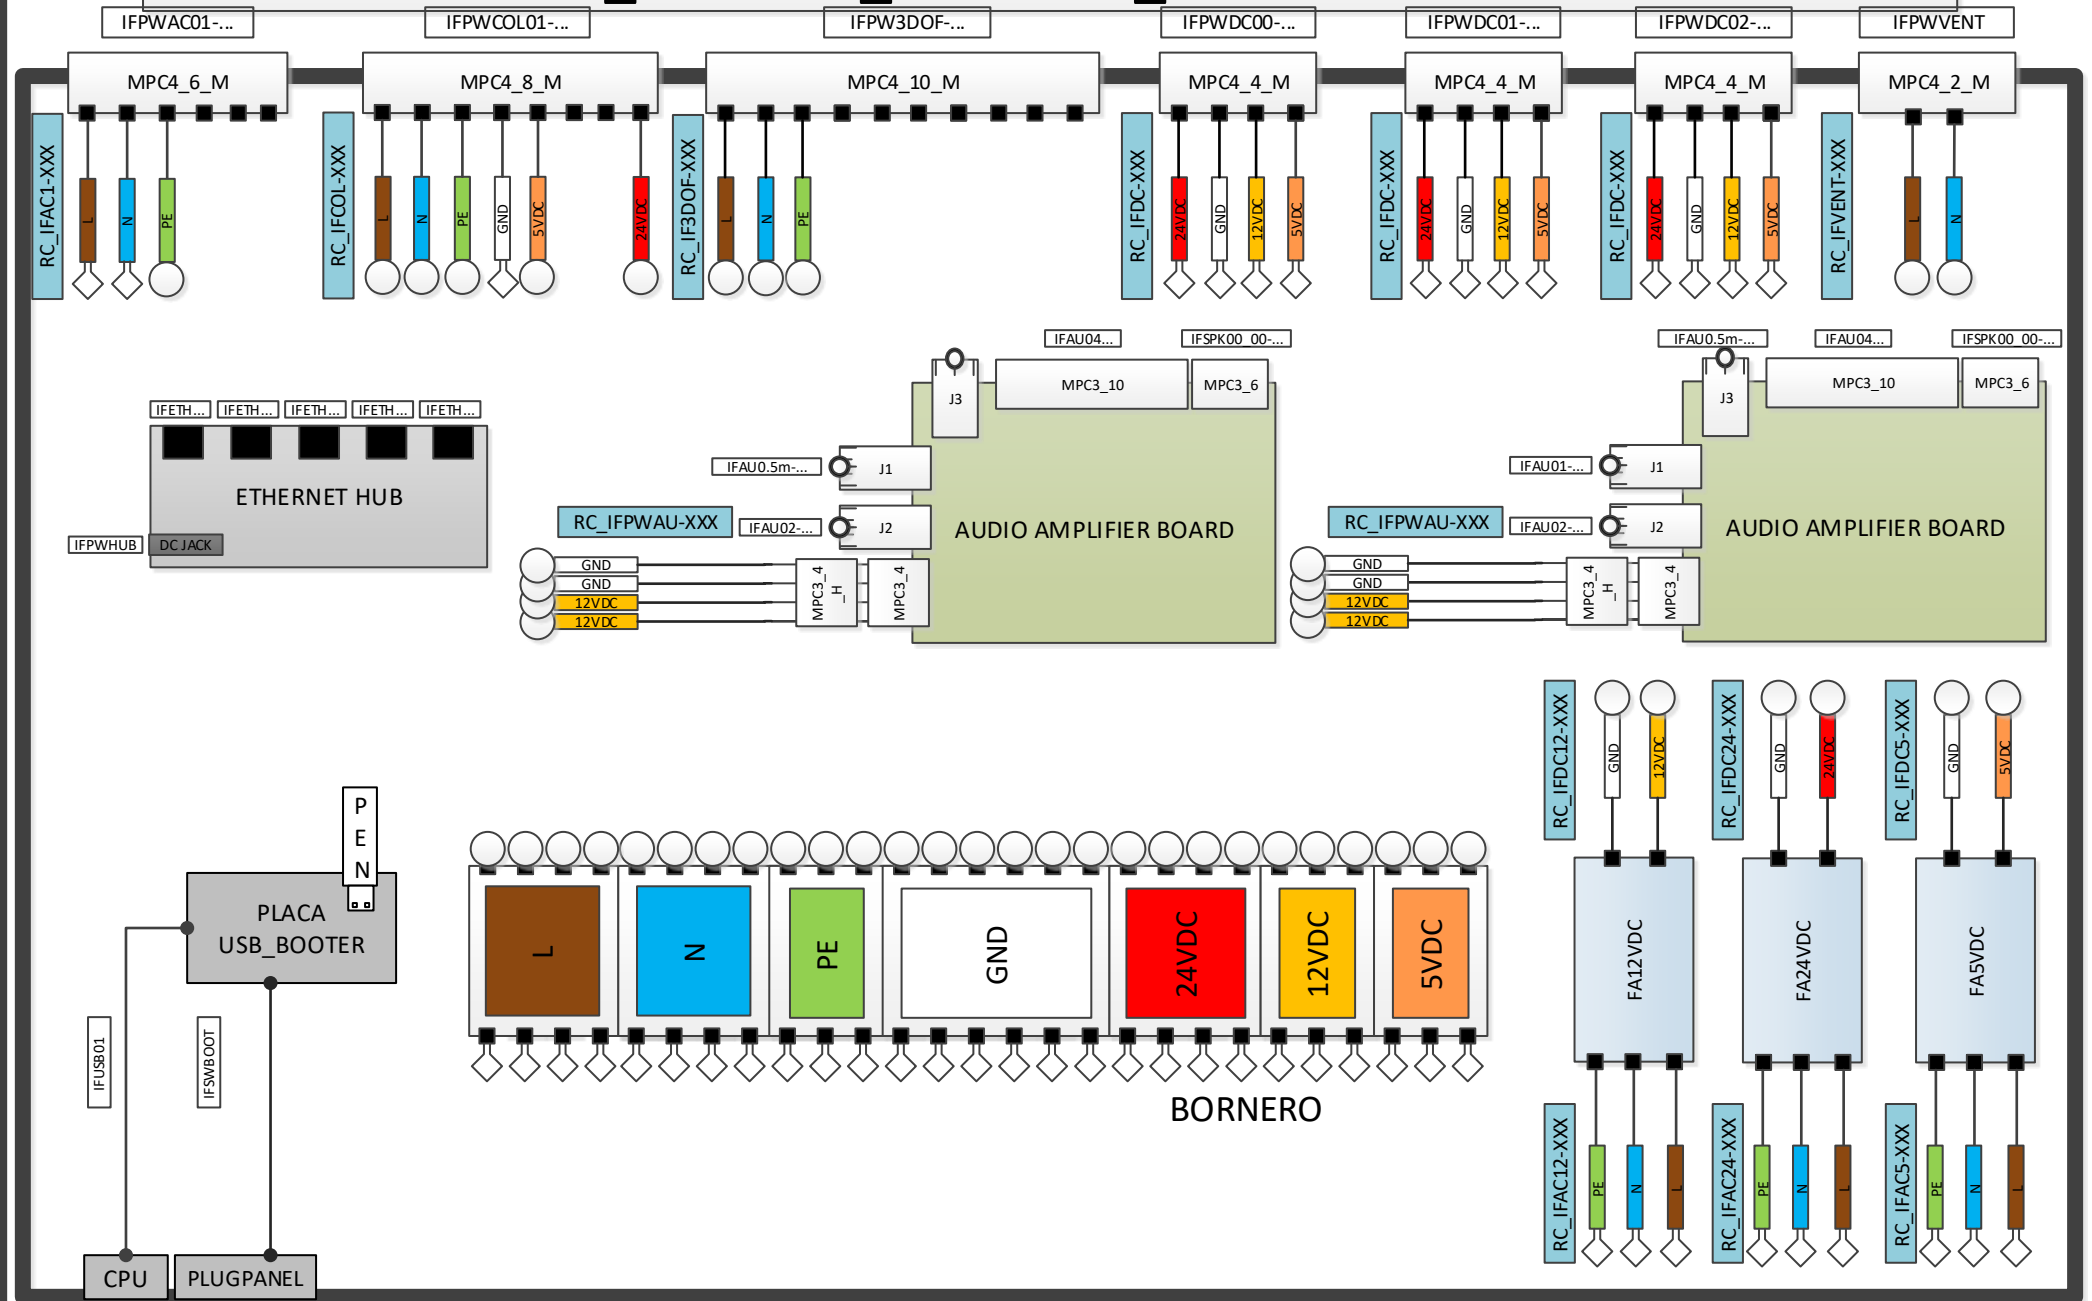 IFPWAC01-...
IFPWCOL01-...
IFPW3DOF-...
IFPWDC00-...
IFPWDC01-...
IFPWDC02-...
IFPWVENT
MPC4_6_M
MPC4_8_M
MPC4_10_M
MPC4_4_M
MPC4_4_M
MPC4_4_M
MPC4_2_M
RC_IFAC1-XXX
L
N
PE
RC_IFCOL-XXX
L
N
PE
GND
5VDC
24VDC
RC_IF3DOF-XXX
L
N
PE
RC_IFDC-XXX
24VDC
GND
12VDC
5VDC
RC_IFDC-XXX
24VDC
GND
12VDC
5VDC
RC_IFDC-XXX
24VDC
GND
12VDC
5VDC
RC_IFVENT-XXX
L
N
IFETH...
IFETH...
IFETH...
IFETH...
IFETH...
ETHERNET HUB
IFPWHUB
DC JACK
IFAU04...
IFSPK00_00-...
J3
MPC3_10
MPC3_6
IFAU0.5m-...
J1
RC_IFPWAU-XXX
IFAU02-...
J2
AUDIO AMPLIFIER BOARD
GND
GND
12VDC
12VDC
MPC3_4
_H
MPC3_4
IFAU0.5m-...
IFAU04...
IFSPK00_00-...
J3
MPC3_10
MPC3_6
IFAU01-...
J1
RC_IFPWAU-XXX
IFAU02-...
J2
AUDIO AMPLIFIER BOARD
GND
GND
12VDC
12VDC
MPC3_4
_H
MPC3_4
RC_IFDC12-XXX
GND
12VDC
RC_IFDC24-XXX
GND
24VDC
RC_IFDC5-XXX
GND
5VDC
FA12VDC
FA24VDC
FA5VDC
RC_IFAC12-XXX
PE
N
L
RC_IFAC24-XXX
PE
N
L
RC_IFAC5-XXX
PE
N
L
P
E
N
PLACA
USB_BOOTER
IFUSB01
IFSWBOOT
CPU
PLUGPANEL
L
N
PE
GND
24VDC
12VDC
5VDC
BORNERO